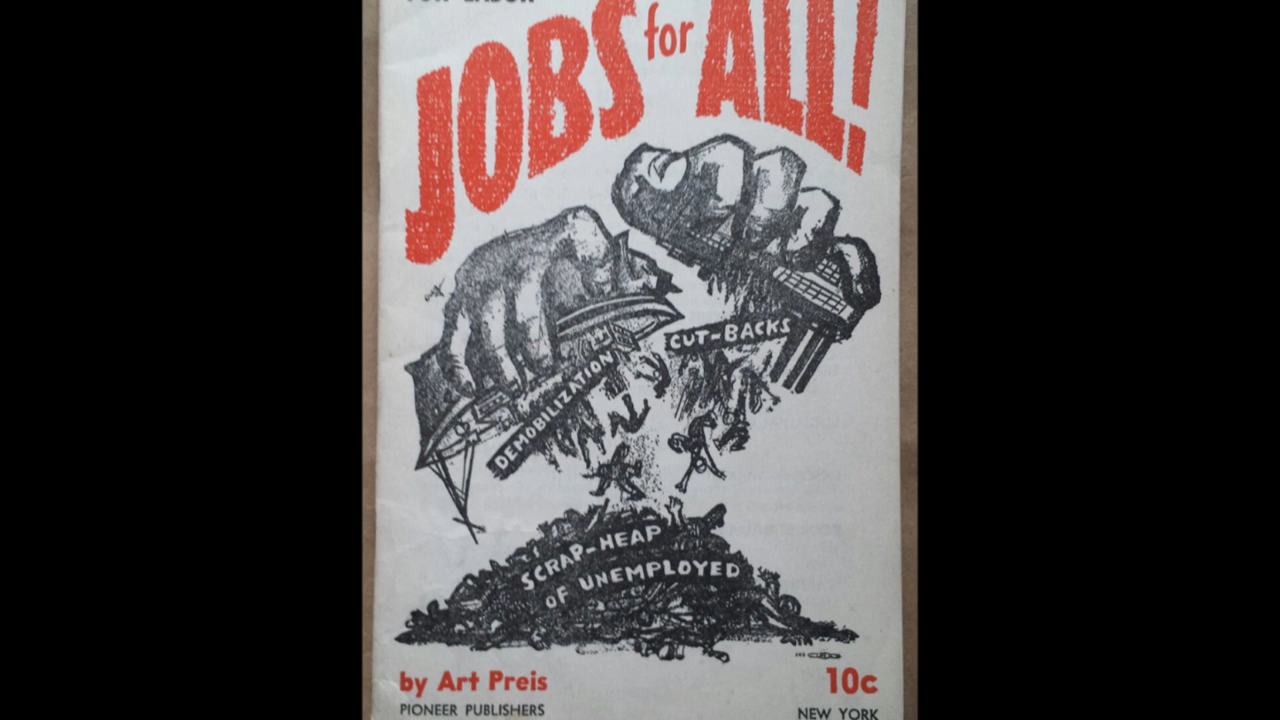 JOBS for ALL!
CUT-BACKS
DEMOBILIZATION
SCRAP-HEAP
OF UNEMPLOYED
by Art Preis
10c
PIONEER PUBLISHERS
NEW YORK